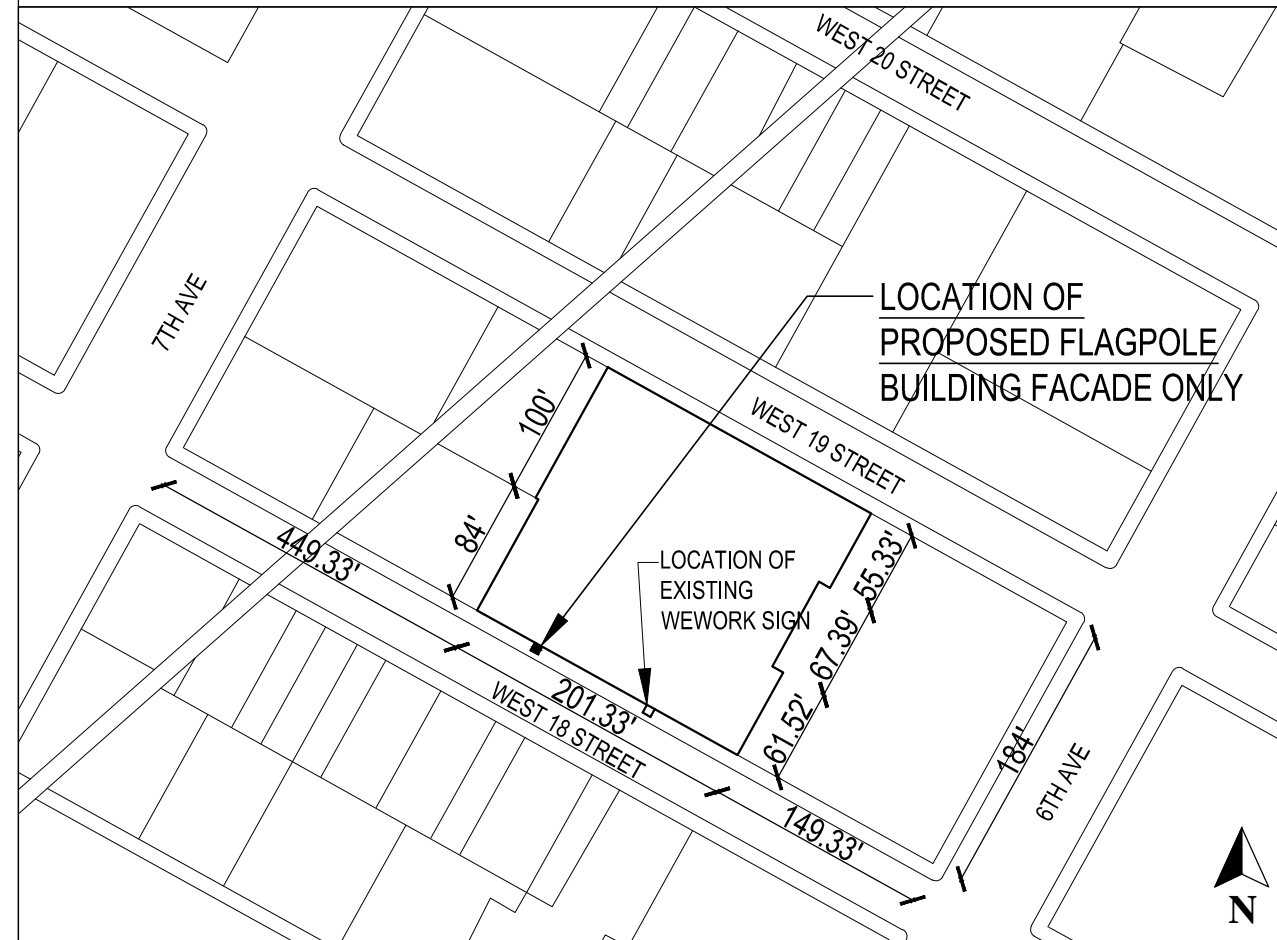 WEST 20 STREET
7TH AVE
LOCATION OF
PROPOSED FLAGPOLE
BUILDING FACADE ONLY
100'
WEST 19 STREET
84'
449.33'
LOCATION OF
EXISTING
WEWORK SIGN
55.33'
67.39'
61.52'
201.33'
WEST 18 STREET
184'
6TH AVE
149.33'
N